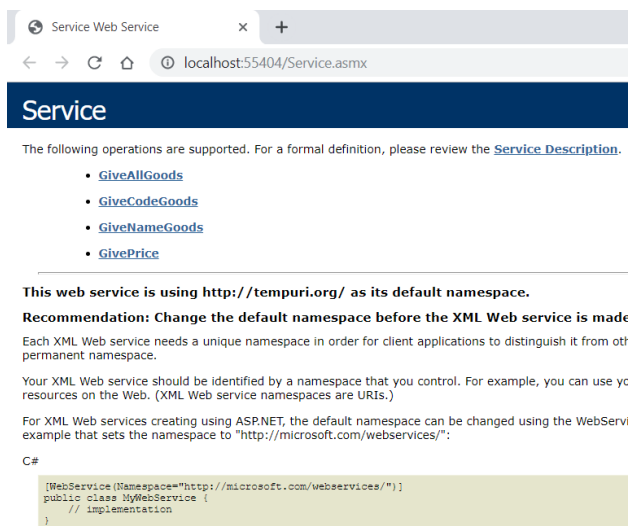 Service Web Service
localhost:55404/Service.asmx
Service
The following operations are supported. For a formal definition, please review the Service Description.
GiveAllGoods
GiveCodeGoods
GiveNameGoods
GivePrice
This web service is using http://tempuri.org/ as its default namespace.
Recommendation: Change the default namespace before the XML Web service is made
Each XML Web service needs a unique namespace in order for client applications to distinguish it from
permanent namespace.
Your XML Web service should be identified by a namespace that you control. For example, you can use
resources on the Web. (XML Web service namespaces are URIs.)
For XML Web services creating using ASP.NET, the default namespace can be changed using the
example that sets the namespace to "http://microsoft.com/webservices/":
C#
[WebService(Namespace="http://microsoft.com/webservices/")]
public class MyWebService {
// implementation
}